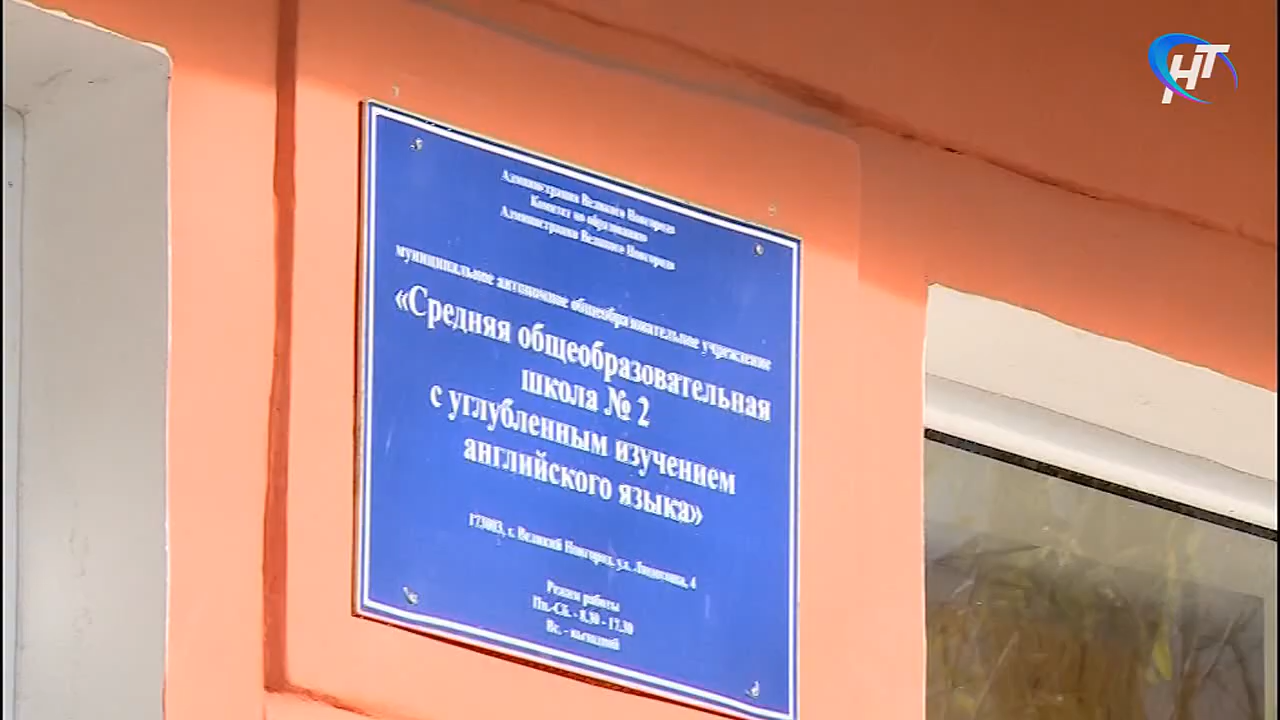 НТ
Администрация Великого Новгорода
Комитет по образованию
Администрации Великого Новгорода
муниципальное автономное общеобразовательное учреждение
«Средняя общеобразовательная
школа № 2
с углубленным изучением
английского языка»
173003, г. Великий Новгород, ул. 4
Режим работы
Пн.-Сб. - 8.30 - 17.30
Вс. - выходной